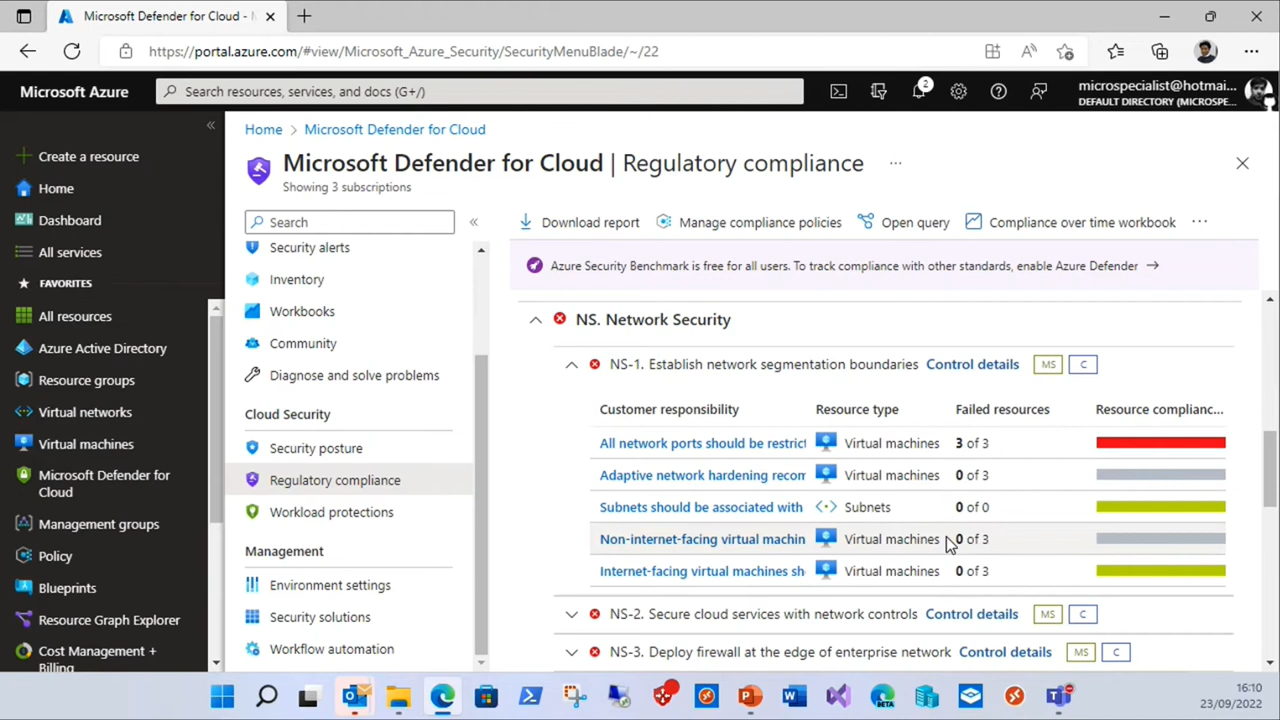 Microsoft Defender for Cloud - M
https://portal.azure.com/#view/Microsoft_Azure_Security/SecurityMenuBlade/~/22
Microsoft Azure
Search resources, services, and docs (G+/)
2
microspecialist@hotmai...
DEFAULT DIRECTORY (MICROSPE...
Create a resource
Home
Dashboard
All services
FAVORITES
All resources
Azure Active Directory
Resource groups
Virtual networks
Virtual machines
Microsoft Defender for
Cloud
Management groups
Policy
Blueprints
Resource Graph Explorer
Cost Management +
Billing
Home > Microsoft Defender for Cloud
Microsoft Defender for Cloud | Regulatory compliance ...
Showing 3 subscriptions
Search
Security alerts
Inventory
Workbooks
Community
Diagnose and solve problems
Cloud Security
Security posture
Regulatory compliance
Workload protections
Management
Environment settings
Security solutions
Workflow automation
Download report Manage compliance policies Open query Compliance over time workbook ...
Azure Security Benchmark is free for all users. To track compliance with other standards, enable Azure Defender →
NS. Network Security
NS-1. Establish network segmentation boundaries Control details MS C
Customer responsibility Resource type Failed resources Resource complianc...
All network ports should be restrict Virtual machines 3 of 3
Adaptive network hardening recom Virtual machines 0 of 3
Subnets should be associated with Subnets 0 of 0
Non-internet-facing virtual machin Virtual machines 0 of 3
Internet-facing virtual machines sh Virtual machines 0 of 3
NS-2. Secure cloud services with network controls Control details MS C
NS-3. Deploy firewall at the edge of enterprise network Control details MS C
BETA
16:10
23/09/2022